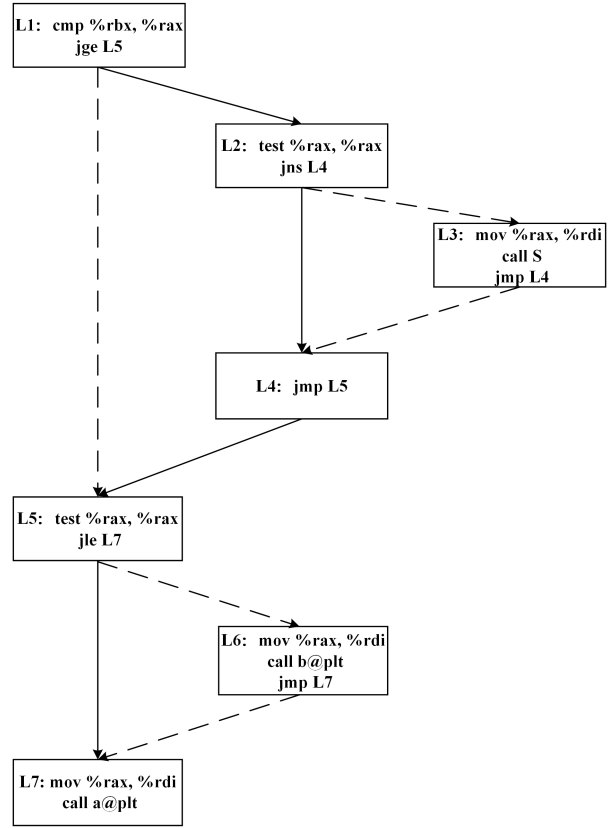 L1: cmp %rbx, %rax
jge L5
L2: test %rax, %rax
jns L4
L3: mov %rax, %rdi
call S
jmp L4
L4: jmp L5
L5: test %rax, %rax
jle L7
L6: mov %rax, %rdi
call b@plt
jmp L7
L7: mov %rax, %rdi
call a@plt